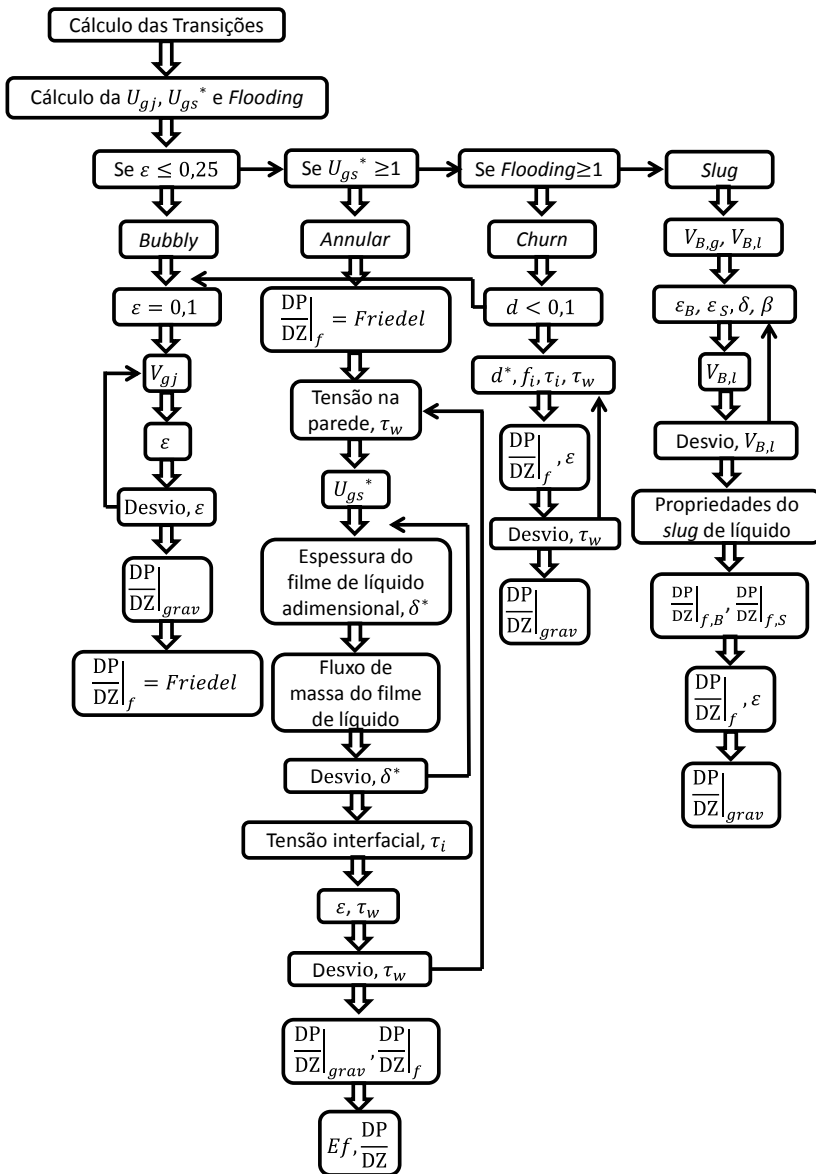 Cálculo das Transições
Cálculo da U_gj, U_gs* e Flooding
Se ε ≤ 0,25
Se U_gs* ≥1
Se Flooding≥1
Slug
Bubbly
Annular
Churn
V_B,g, V_B,l
ε = 0,1
DP/DZ|_f = Friedel
d < 0,1
ε_B, ε_S, δ, β
V_gj
Tensão na
parede, τ_w
d*, f_i, τ_i, τ_w
V_B,l
ε
U_gs*
DP/DZ|_f, ε
Desvio, V_B,l
Desvio, ε
Espessura do
filme de líquido
adimensional, δ*
Desvio, τ_w
Propriedades do
slug de líquido
DP/DZ|_grav
DP/DZ|_grav
DP/DZ|_f,B, DP/DZ|_f,S
DP/DZ|_f = Friedel
Fluxo de
massa do filme
de líquido
DP/DZ|_f, ε
Desvio, δ*
DP/DZ|_grav
Tensão interfacial, τ_i
ε, τ_w
Desvio, τ_w
DP/DZ|_grav, DP/DZ|_f
Ef, DP/DZ